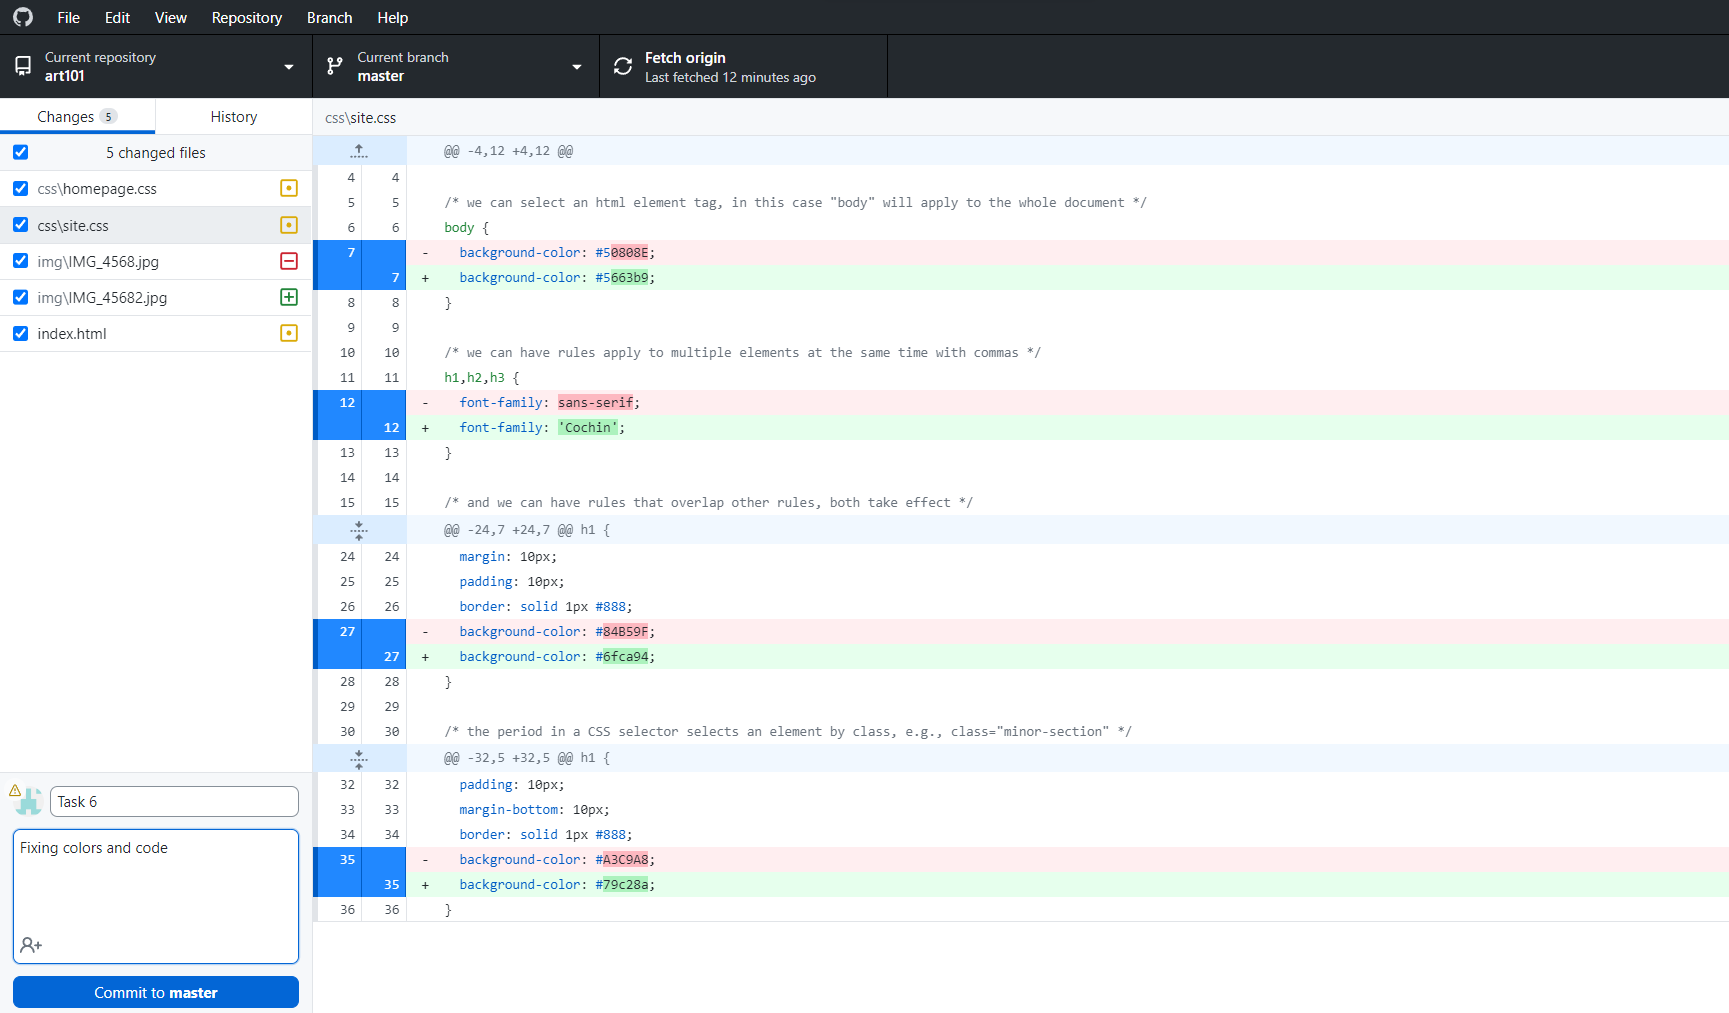 File Edit View Repository Branch Help
Current repository
art101
Current branch
master
Fetch origin
Last fetched 12 minutes ago
Changes 5
History
5 changed files
css\homepage.css
css\site.css
img\IMG_4568.jpg
img\IMG_45682.jpg
index.html
Task 6
Fixing colors and code
Commit to master
css\site.css
@@ -4,12 +4,12 @@
4 4
5 5 /* we can select an html element tag, in this case "body" will apply to the whole document */
6 6 body {
7 - background-color: #50808E;
7 + background-color: #5663b9;
8 8 }
9 9
10 10 /* we can have rules apply to multiple elements at the same time with commas */
11 11 h1,h2,h3 {
12 - font-family: sans-serif;
12 + font-family: 'Cochin';
13 13 }
14 14
15 15 /* and we can have rules that overlap other rules, both take effect */
@@ -24,7 +24,7 @@ h1 {
24 24 margin: 10px;
25 25 padding: 10px;
26 26 border: solid 1px #888;
27 - background-color: #84B59F;
27 + background-color: #6fca94;
28 28 }
29 29
30 30 /* the period in a CSS selector selects an element by class, e.g., class="minor-section" */
@@ -32,5 +32,5 @@ h1 {
32 32 padding: 10px;
33 33 margin-bottom: 10px;
34 34 border: solid 1px #888;
35 - background-color: #A3C9A8;
35 + background-color: #79c28a;
36 36 }